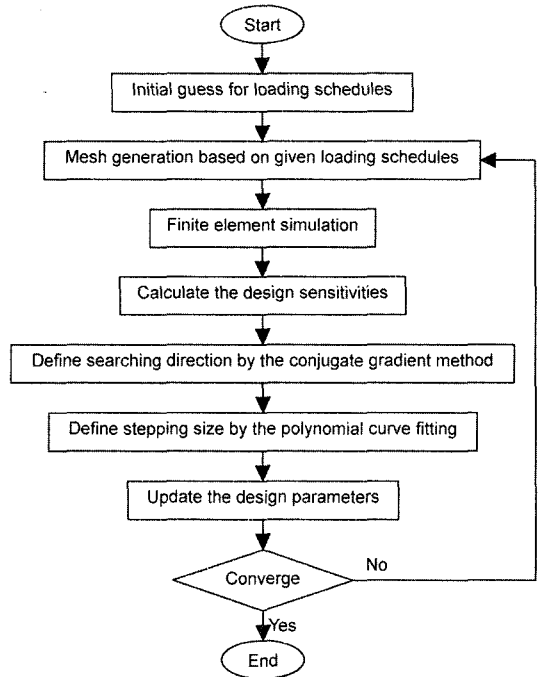 Start
Initial guess for loading schedules
Mesh generation based on given loading schedules
Finite element simulation
Calculate the design sensitivities
Define searching direction by the conjugate gradient method
Define stepping size by the polynomial curve fitting
Update the design parameters
Converge
No
Yes
End